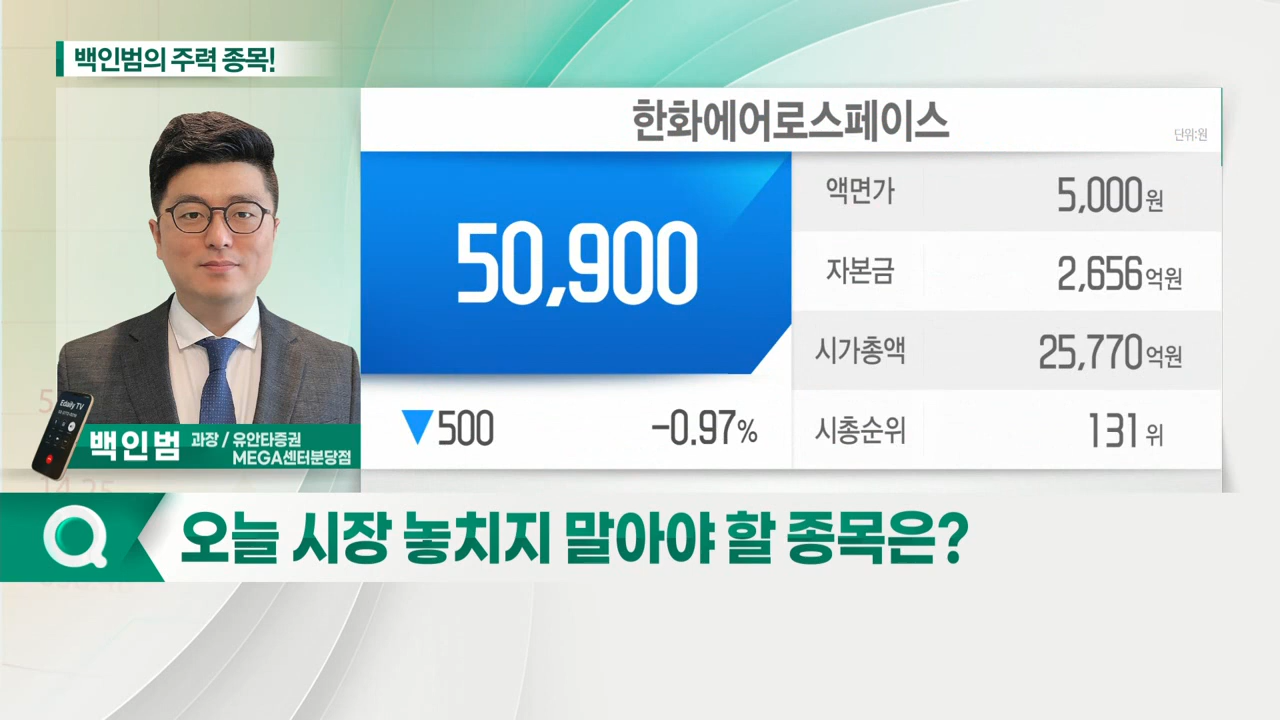 백인범의 주력 종목!
한화에어로스페이스
단위:원
50,900
▼500 -0.97%
액면가 5,000원
자본금 2,656억원
시가총액 25,770억원
시총순위 131위
Edaily TV
백인범 과장 / 유안타증권
MEGA센터분당점
오늘 시장 놓치지 말아야 할 종목은?